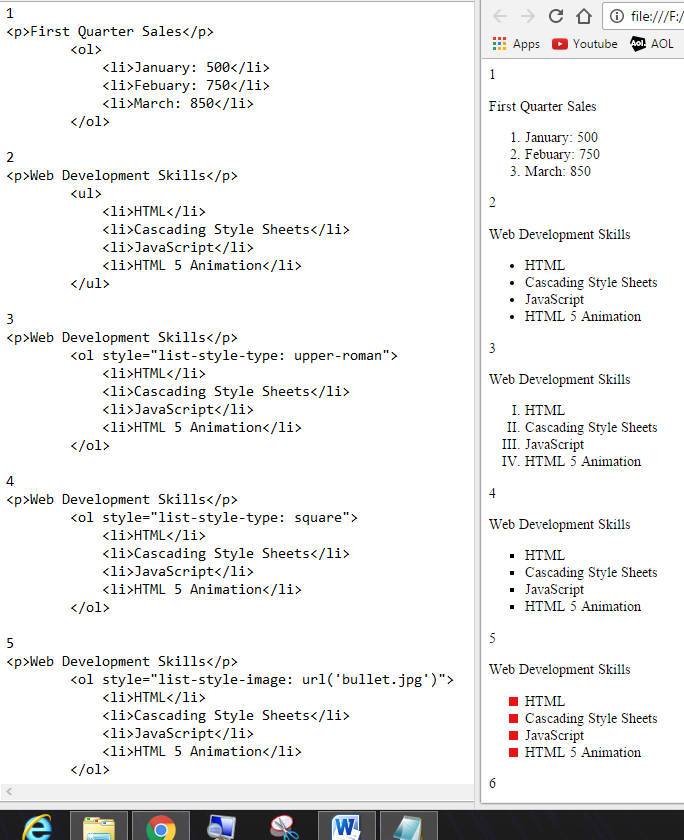 1
<p>First Quarter Sales</p>
<ol>
<li>January: 500</li>
<li>Febuary: 750</li>
<li>March: 850</li>
</ol>
2
<p>Web Development Skills</p>
<ul>
<li>HTML</li>
<li>Cascading Style Sheets</li>
<li>JavaScript</li>
<li>HTML 5 Animation</li>
</ul>
3
<p>Web Development Skills</p>
<ol style="list-style-type: upper-roman">
<li>HTML</li>
<li>Cascading Style Sheets</li>
<li>JavaScript</li>
<li>HTML 5 Animation</li>
</ol>
4
<p>Web Development Skills</p>
<ol style="list-style-type: square">
<li>HTML</li>
<li>Cascading Style Sheets</li>
<li>JavaScript</li>
<li>HTML 5 Animation</li>
</ol>
5
<p>Web Development Skills</p>
<ol style="list-style-image: url('bullet.jpg')">
<li>HTML</li>
<li>Cascading Style Sheets</li>
<li>JavaScript</li>
<li>HTML 5 Animation</li>
</ol>
file:///F:/
Apps Youtube Aol. AOL
1
First Quarter Sales
1. January: 500
2. Febuary: 750
3. March: 850
2
Web Development Skills
• HTML
• Cascading Style Sheets
• JavaScript
• HTML 5 Animation
3
Web Development Skills
I. HTML
II. Cascading Style Sheets
III. JavaScript
IV. HTML 5 Animation
4
Web Development Skills
▪ HTML
▪ Cascading Style Sheets
▪ JavaScript
▪ HTML 5 Animation
5
Web Development Skills
HTML
Cascading Style Sheets
JavaScript
HTML 5 Animation
6